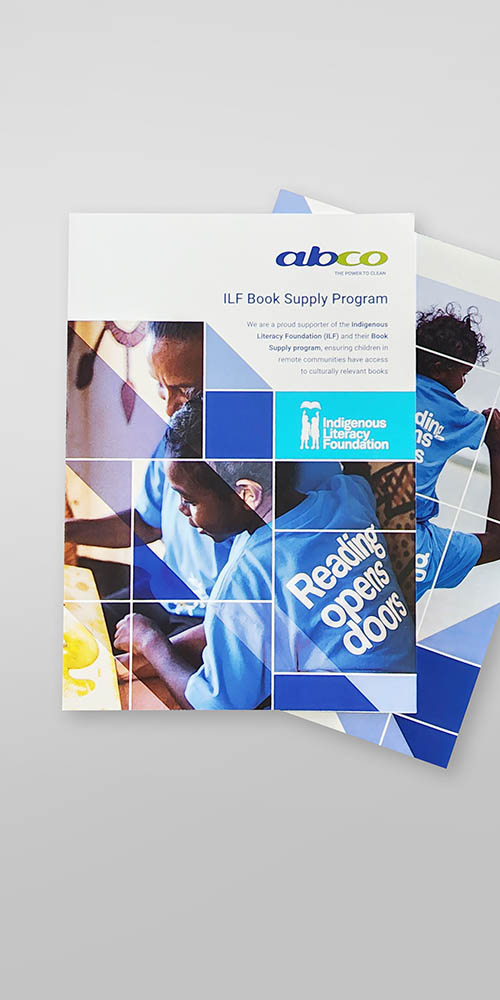 abco
THE POWER TO CLEAN
ILF Book Supply Program
We are a proud supporter of the Indigenous
Literacy Foundation (ILF) and their Book
Supply program, ensuring children in
remote communities have access
to culturally relevant books
Indigenous
Literacy
Foundation
Reading
opens
doors